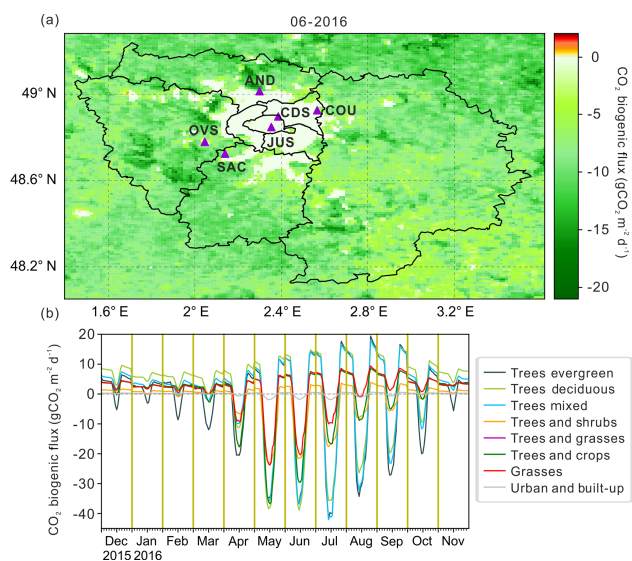 (a)
06-2016
49° N
48.6° N
48.2° N
AND
CDS
COU
OVS
JUS
SAC
1.6° E
2° E
2.4° E
2.8° E
3.2° E
0
-5
-10
-15
-20
CO₂ biogenic flux (gCO₂ m⁻² d⁻¹)
(b)
CO₂ biogenic flux (gCO₂ m⁻² d⁻¹)
20
10
0
-10
-20
-30
-40
Dec Jan Feb Mar Apr May Jun Jul Aug Sep Oct Nov
2015 2016
Trees evergreen
Trees deciduous
Trees mixed
Trees and shrubs
Trees and grasses
Trees and crops
Grasses
Urban and built-up